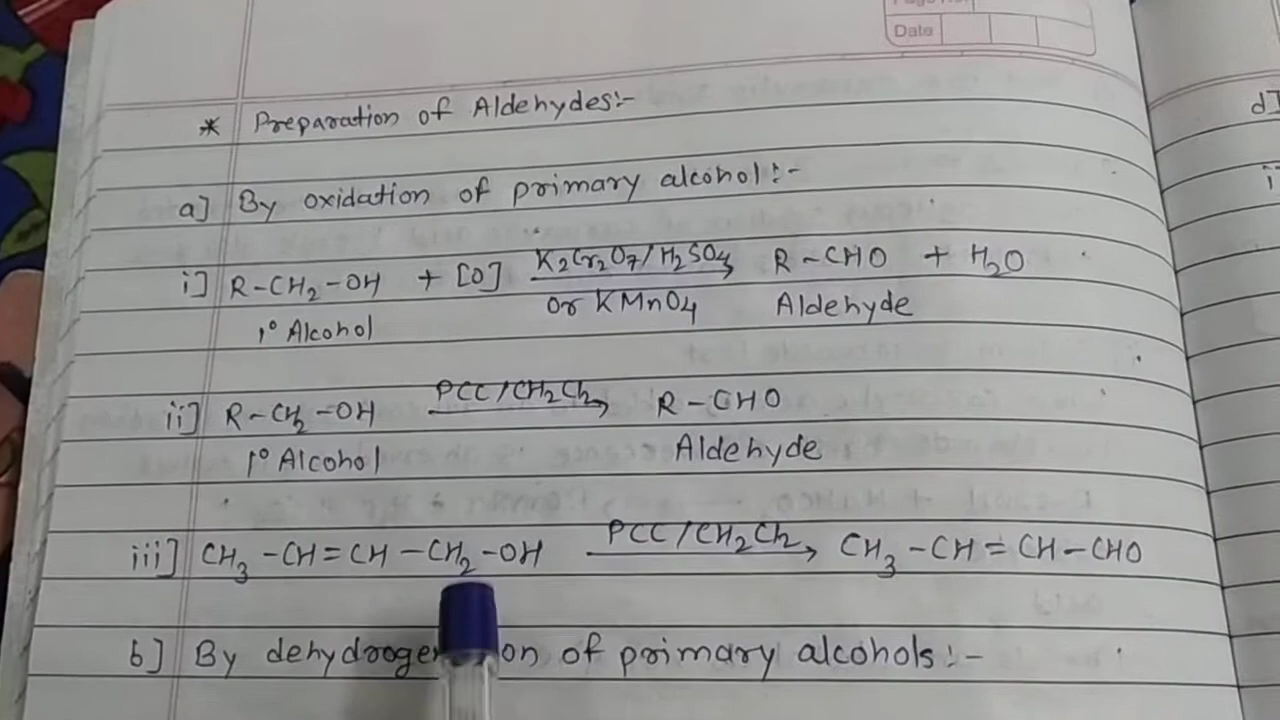 Date
* Preparation of Aldehydes:-
a] By oxidation of primary alcohol:-
i] R-CH₂-OH + [O] K₂Cr₂O₇/H₂SO₄ or KMnO₄ → R-CHO + H₂O
1° Alcohol Aldehyde
ii] R-CH₂-OH PCC/CH₂Cl₂ → R-CHO
1° Alcohol Aldehyde
iii] CH₃-CH=CH-CH₂-OH PCC/CH₂Cl₂ → CH₃-CH=CH-CHO
b] By of primary alcohols:-